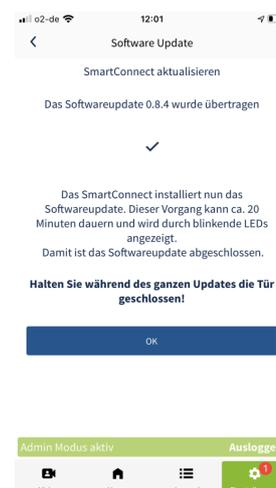 o2-de 12:01
Software Update
SmartConnect aktualisieren
Das Softwareupdate 0.8.4 wurde übertragen
Das SmartConnect installiert nun das
Softwareupdate. Dieser Vorgang kann ca. 20
Minuten dauern und wird durch blinkende LEDs
angezeigt.
Damit ist das Softwareupdate abgeschlossen.
Halten Sie während des ganzen Updates die Tür
geschlossen!
OK
Admin Modus aktiv Auslogge
1